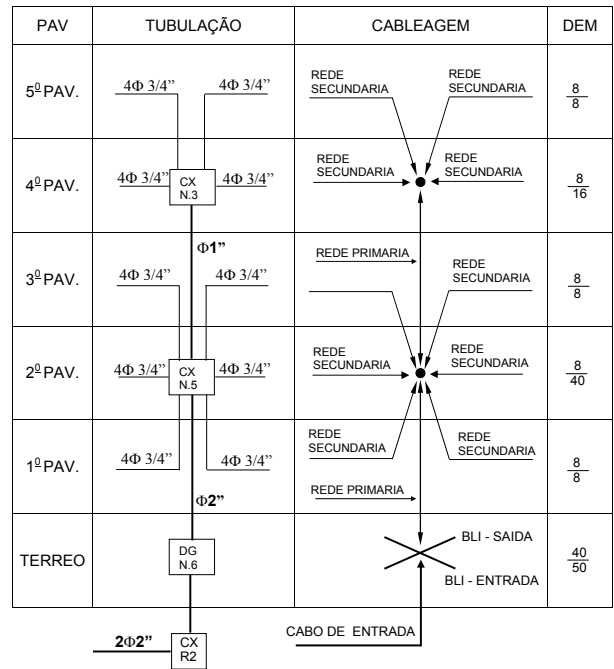 PAV TUBULAÇÃO CABLEAGEM DEM
5º PAV. 4Φ 3/4” 4Φ 3/4” REDE SECUNDARIA REDE SECUNDARIA 8/8
4º PAV. 4Φ 3/4” CX N.3 4Φ 3/4” REDE SECUNDARIA REDE SECUNDARIA 8/16
Φ1” REDE PRIMARIA
3º PAV. 4Φ 3/4” 4Φ 3/4” REDE SECUNDARIA 8/8
2º PAV. 4Φ 3/4” CX N.5 4Φ 3/4” REDE SECUNDARIA REDE SECUNDARIA 8/40
1º PAV. 4Φ 3/4” 4Φ 3/4” REDE SECUNDARIA REDE SECUNDARIA 8/8
Φ2” REDE PRIMARIA
TERREO DG N.6 BLI - SAIDA 40/50
BLI - ENTRADA
2Φ2” CX R2 CABO DE ENTRADA